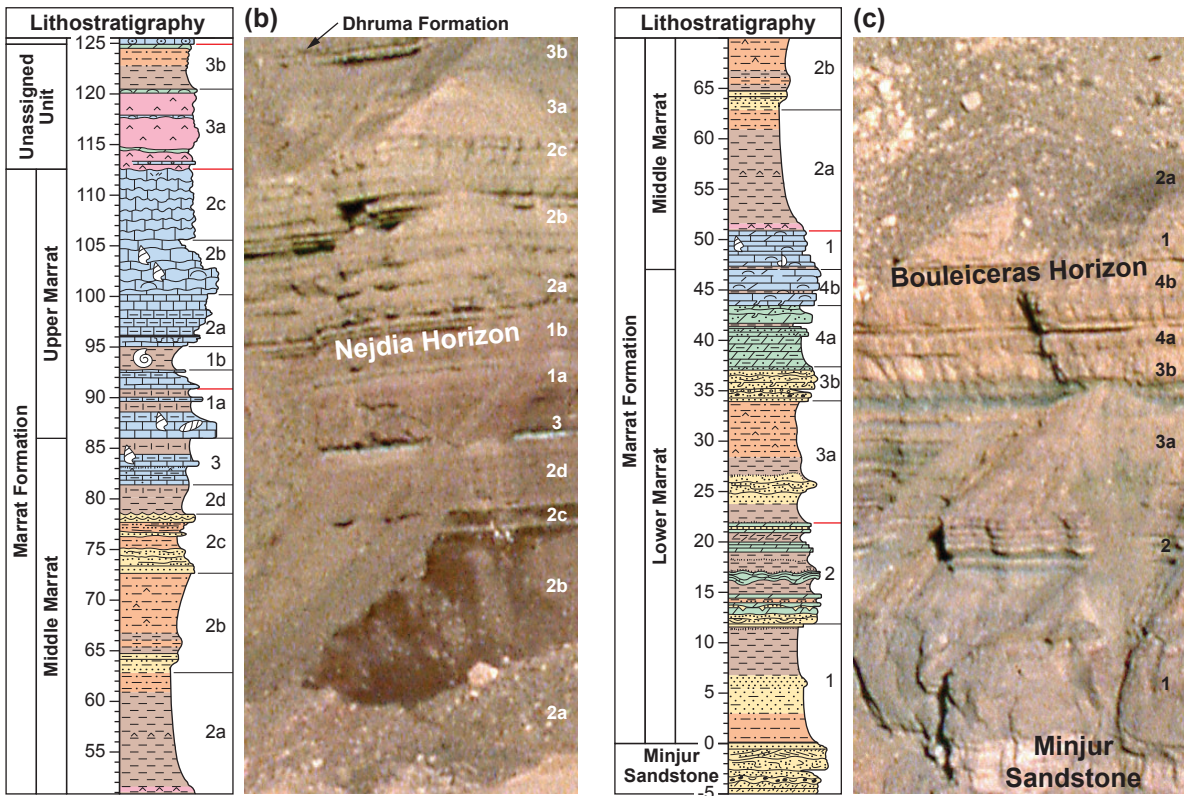 Lithostratigraphy
(b)
Dhruma Formation
Unassigned Unit
Marrat Formation
Upper Marrat
Middle Marrat
125
120
115
110
105
100
95
90
85
80
75
70
65
60
55
3b
3a
2c
2b
2a
1b
1a
3
2d
2c
2b
2a
3b
3a
2c
2b
2a
1b
Nejdia Horizon
1a
3
2d
2c
2b
2a
Lithostratigraphy
(c)
Marrat Formation
Middle Marrat
Lower Marrat
Minjur
Sandstone
65
60
55
50
45
40
35
30
25
20
15
10
5
0
-5
2b
2a
1
4b
4a
3b
3a
2
1
2a
1
Bouleiceras Horizon
4b
4a
3b
3a
2
1
Minjur
Sandstone